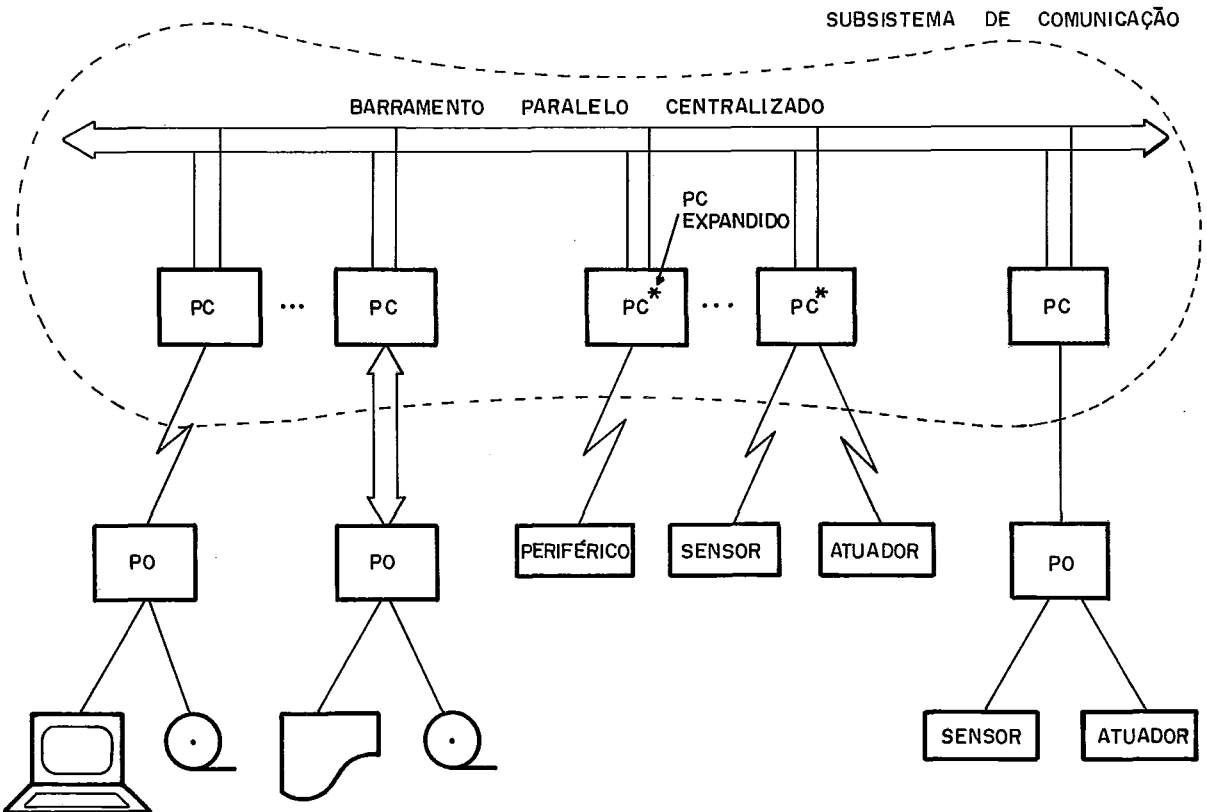 SUBSISTEMA DE COMUNICAÇÃO
BARRAMENTO PARALELO CENTRALIZADO
PC
EXPANDIDO
PC ... PC PC* ... PC* PC
PO PO PERIFÉRICO SENSOR ATUADOR PO
SENSOR ATUADOR